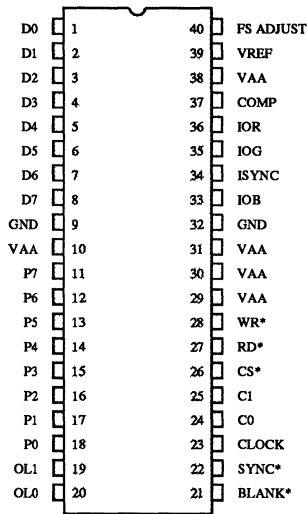 D0 1 40 FS ADJUST
D1 2 39 VREF
D2 3 38 VAA
D3 4 37 COMP
D4 5 36 IOR
D5 6 35 IOG
D6 7 34 ISYNC
D7 8 33 IOB
GND 9 32 GND
VAA 10 31 VAA
P7 11 30 VAA
P6 12 29 VAA
P5 13 28 WR*
P4 14 27 RD*
P3 15 26 CS*
P2 16 25 C1
P1 17 24 C0
P0 18 23 CLOCK
OL1 19 22 SYNC*
OL0 20 21 BLANK*